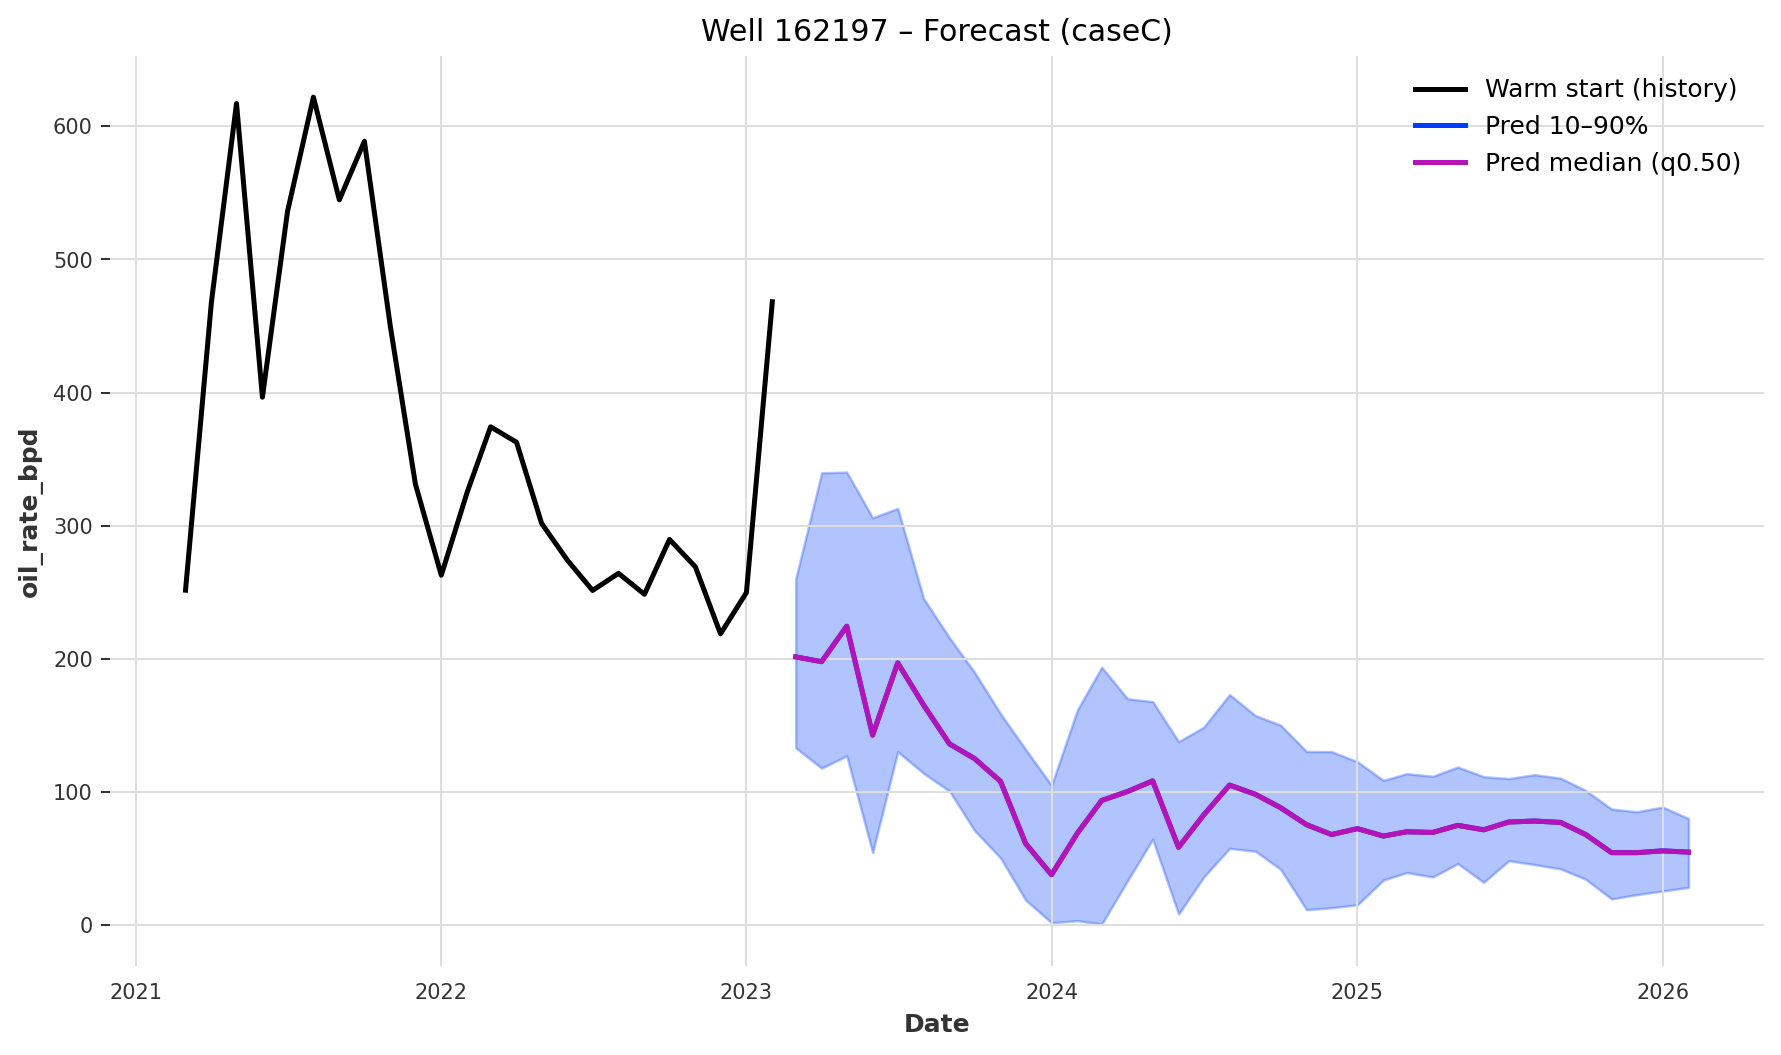 Well 162197 – Forecast (caseC)
Warm start (history)
Pred 10–90%
Pred median (q0.50)
600
500
400
300
200
100
0
oil_rate_bpd
2021 2022 2023 2024 2025 2026
Date